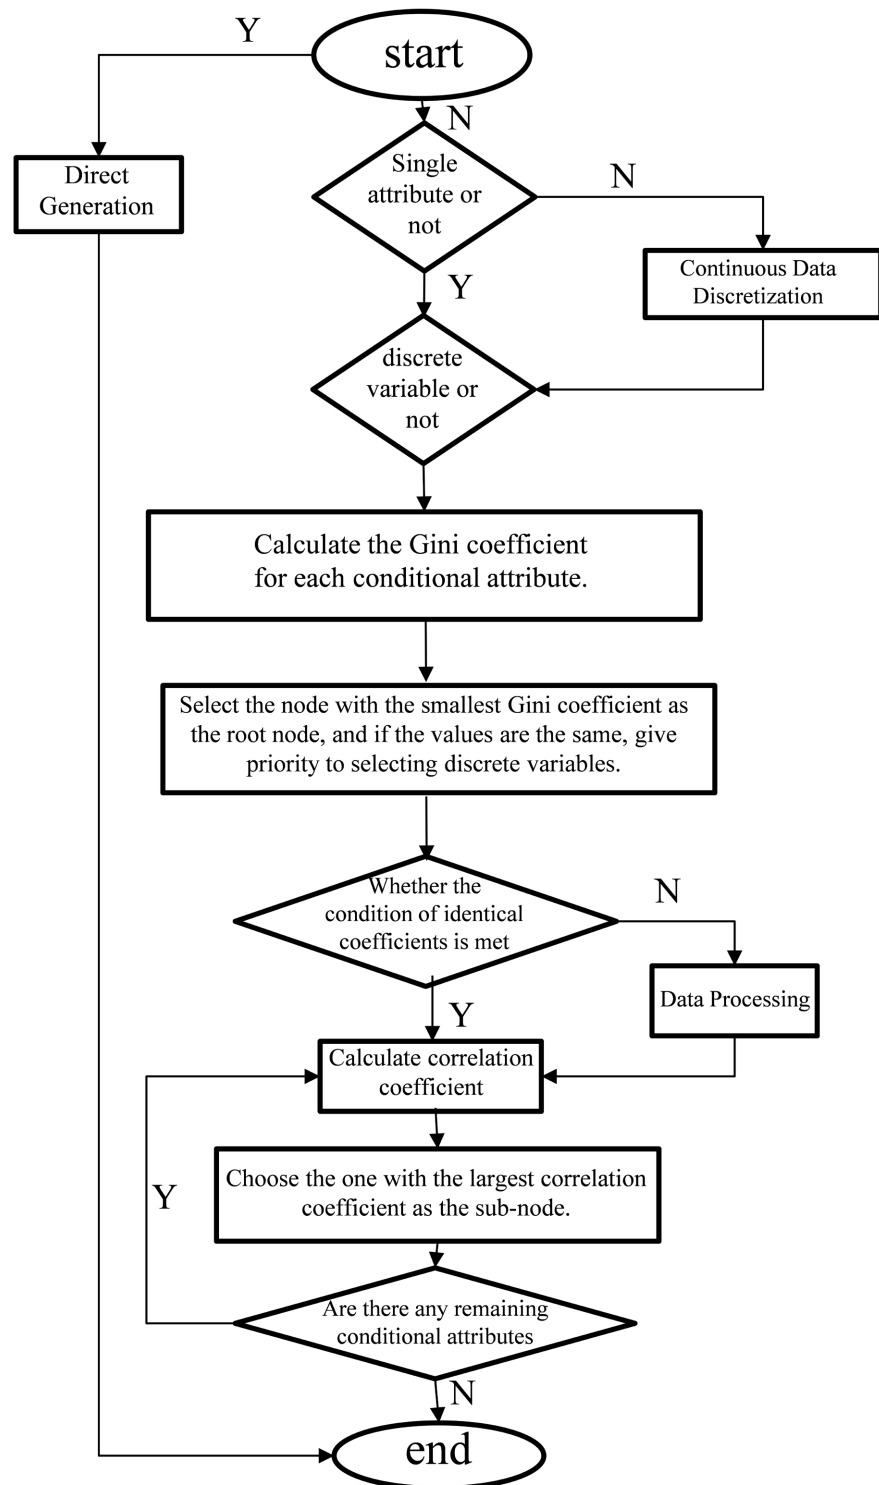 Y
start
N
Direct
Generation
Single
attribute or
not
N
Continuous Data
Discretization
Y
discrete
variable or
not
Calculate the Gini coefficient
for each conditional attribute.
Select the node with the smallest Gini coefficient as
the root node, and if the values are the same, give
priority to selecting discrete variables.
Whether the
condition of identical
coefficients is met
N
Data Processing
Y
Calculate correlation
coefficient
Choose the one with the largest correlation
coefficient as the sub-node.
Y
Are there any remaining
conditional attributes
N
end